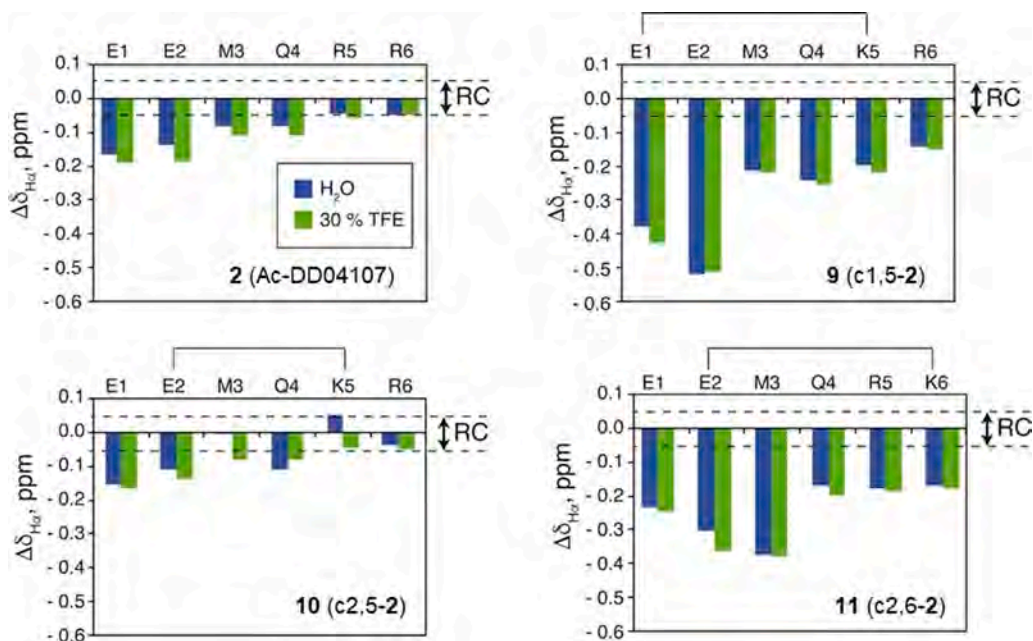 E1 E2 M3 Q4 R5 R6
0.1
0.0
- 0.1
- 0.2
- 0.3
- 0.4
- 0.5
- 0.6
ΔδHα, ppm
RC
H2O
30 % TFE
2 (Ac-DD04107)
E1 E2 M3 Q4 K5 R6
0.1
0.0
- 0.1
- 0.2
- 0.3
- 0.4
- 0.5
- 0.6
ΔδHα, ppm
RC
9 (c1,5-2)
E1 E2 M3 Q4 K5 R6
0.1
0.0
- 0.1
- 0.2
- 0.3
- 0.4
- 0.5
- 0.6
ΔδHα, ppm
RC
10 (c2,5-2)
E1 E2 M3 Q4 R5 K6
0.1
0.0
- 0.1
- 0.2
- 0.3
- 0.4
- 0.5
- 0.6
ΔδHα, ppm
RC
11 (c2,6-2)